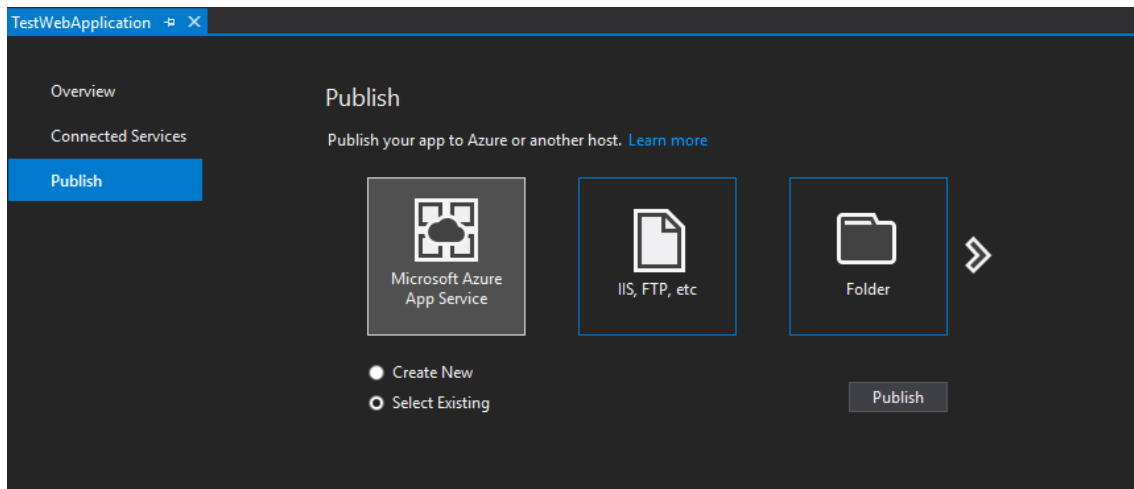 TestWebApplication
Overview
Connected Services
Publish
Publish
Publish your app to Azure or another host. Learn more
Microsoft Azure
App Service
IIS, FTP, etc
Folder
Create New
Select Existing
Publish